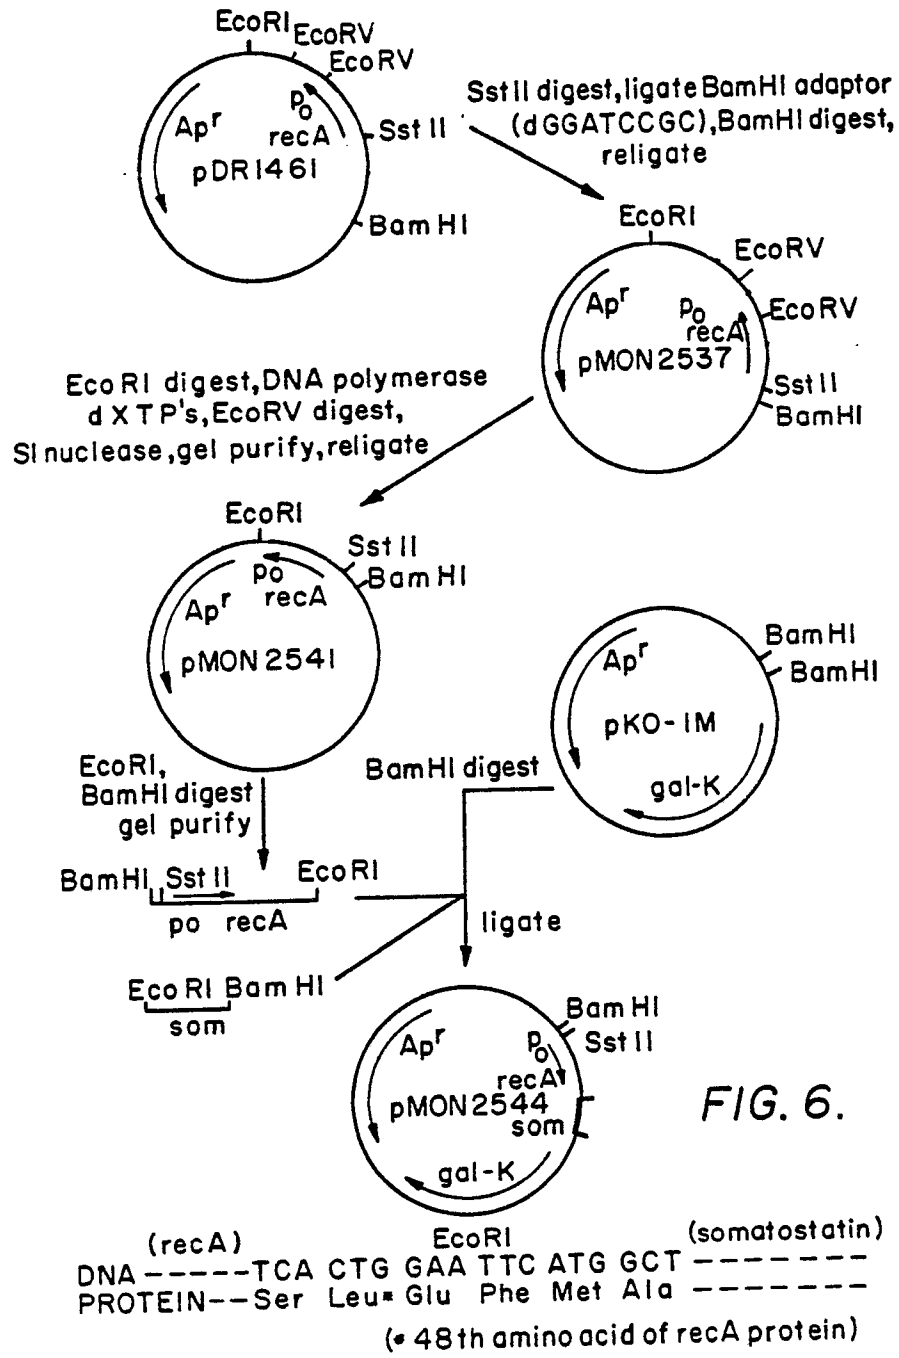 EcoRI
EcoRV
EcoRV
po
Apr
recA
SstII
pDR1461
BamHI
SstII digest, ligate BamHI adaptor
(dGGATCCGC), BamHI digest,
religate
EcoRI
EcoRV
Apr
po
EcoRV
recA
pMON2537
SstII
BamHI
EcoRI digest, DNA polymerase
dXTP's, EcoRV digest,
SI nuclease, gel purify, religate
EcoRI
SstII
po
BamHI
Apr
recA
pMON2541
BamHI
Apr
BamHI
pKO-1M
gal-K
EcoRI,
BamHI digest
gel purify
BamHI digest
BamHI SstII EcoRI
po recA
ligate
EcoRI BamHI
som
BamHI
Apr
po
SstII
recA
pMON2544
som
gal-K
FIG. 6.
(recA) EcoRI (somatostatin)
DNA-----TCA CTG GAA TTC ATG GCT-------
PROTEIN--Ser Leu* Glu Phe Met Ala-------
(* 48th amino acid of recA protein)